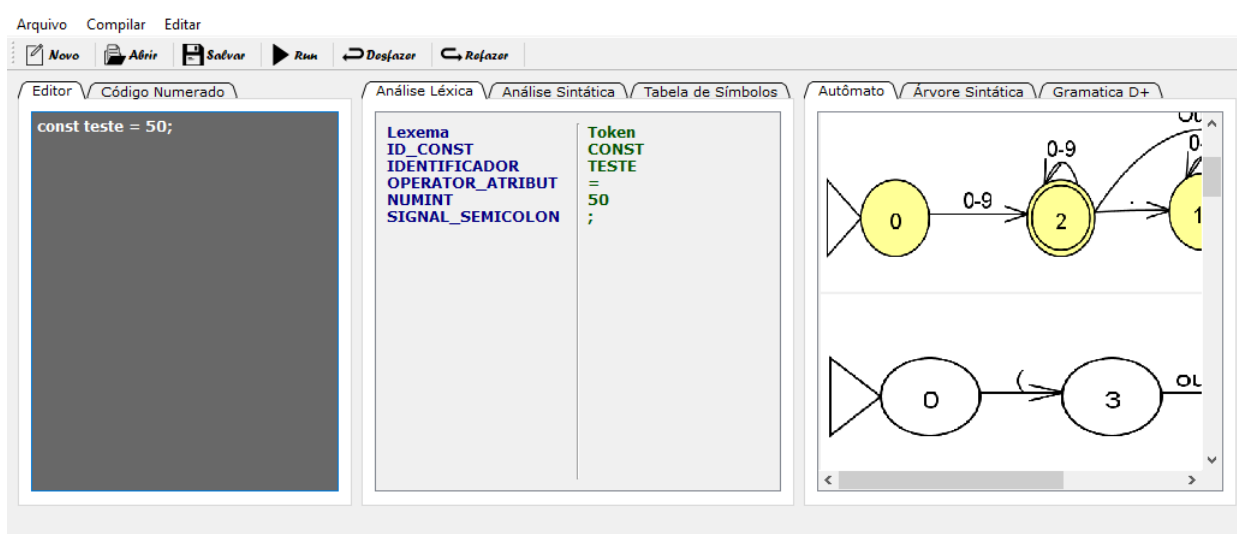 Arquivo Compilar Editar
Novo Abrir Salvar Run Desfazer Refazer
Editor Código Numerado
Análise Léxica Análise Sintática Tabela de Símbolos
Autômato Árvore Sintática Gramatica D+
const teste = 50;
Lexema Token
ID_CONST CONST
IDENTIFICADOR TESTE
OPERATOR_ATRIBUT =
NUMINT 50
SIGNAL_SEMICOLON ;
0-9
0 0-9 2 . 1
0 ( 3